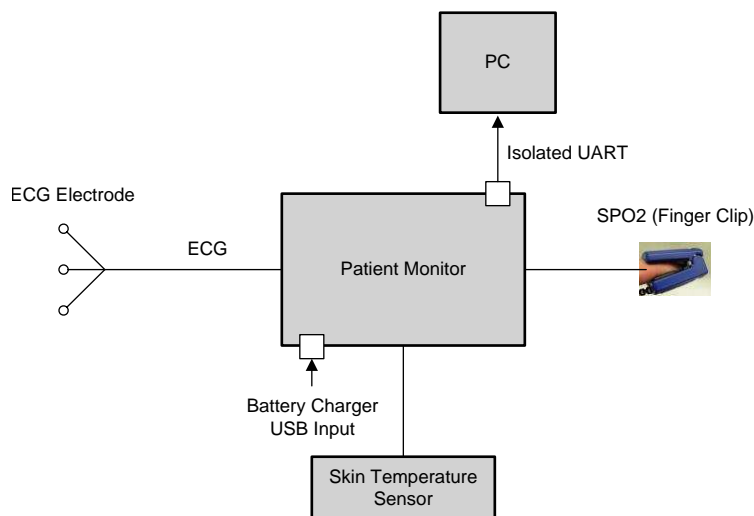 PC
Isolated UART
ECG Electrode
SPO2 (Finger Clip)
ECG
Patient Monitor
Battery Charger
USB Input
Skin Temperature
Sensor